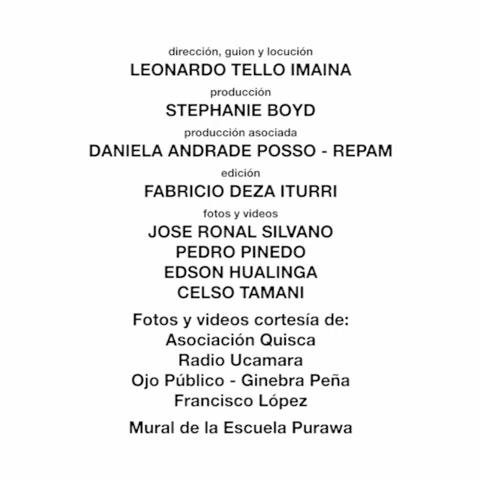 dirección, guion y locución
LEONARDO TELLO IMAINA
producción
STEPHANIE BOYD
producción asociada
DANIELA ANDRADE POSSO - REPAM
edición
FABRICIO DEZA ITURRI
fotos y videos
JOSE RONAL SILVANO
PEDRO PINEDO
EDSON HUALINGA
CELSO TAMANI
Fotos y videos cortesía de:
Asociación Quisca
Radio Ucamara
Ojo Público - Ginebra Peña
Francisco López
Mural de la Escuela Purawa